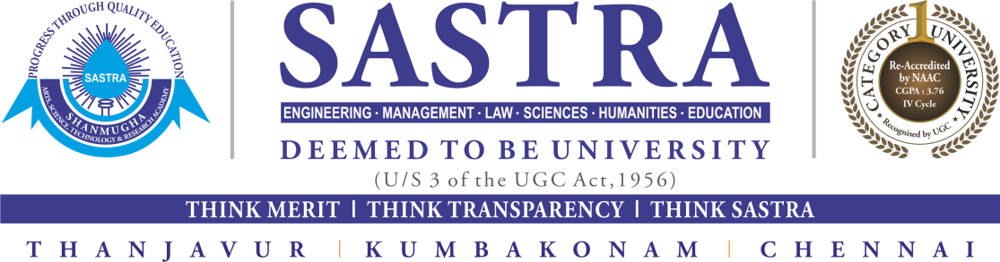 PROGRESS THROUGH QUALITY EDUCATION
SASTRA
SHANMUGHA
ARTS, SCIENCE, TECHNOLOGY & RESEARCH ACADEMY
SASTRA
ENGINEERING · MANAGEMENT · LAW · SCIENCES · HUMANITIES · EDUCATION
DEEMED TO BE UNIVERSITY
(U/S 3 of the UGC Act,1956)
CATEGORY 1 UNIVERSITY
Re-Accredited
by NAAC
CGPA : 3.76
IV Cycle
★ Recognised by UGC ★
THINK MERIT | THINK TRANSPARENCY | THINK SASTRA
THANJAVUR | KUMBAKONAM | CHENNAI